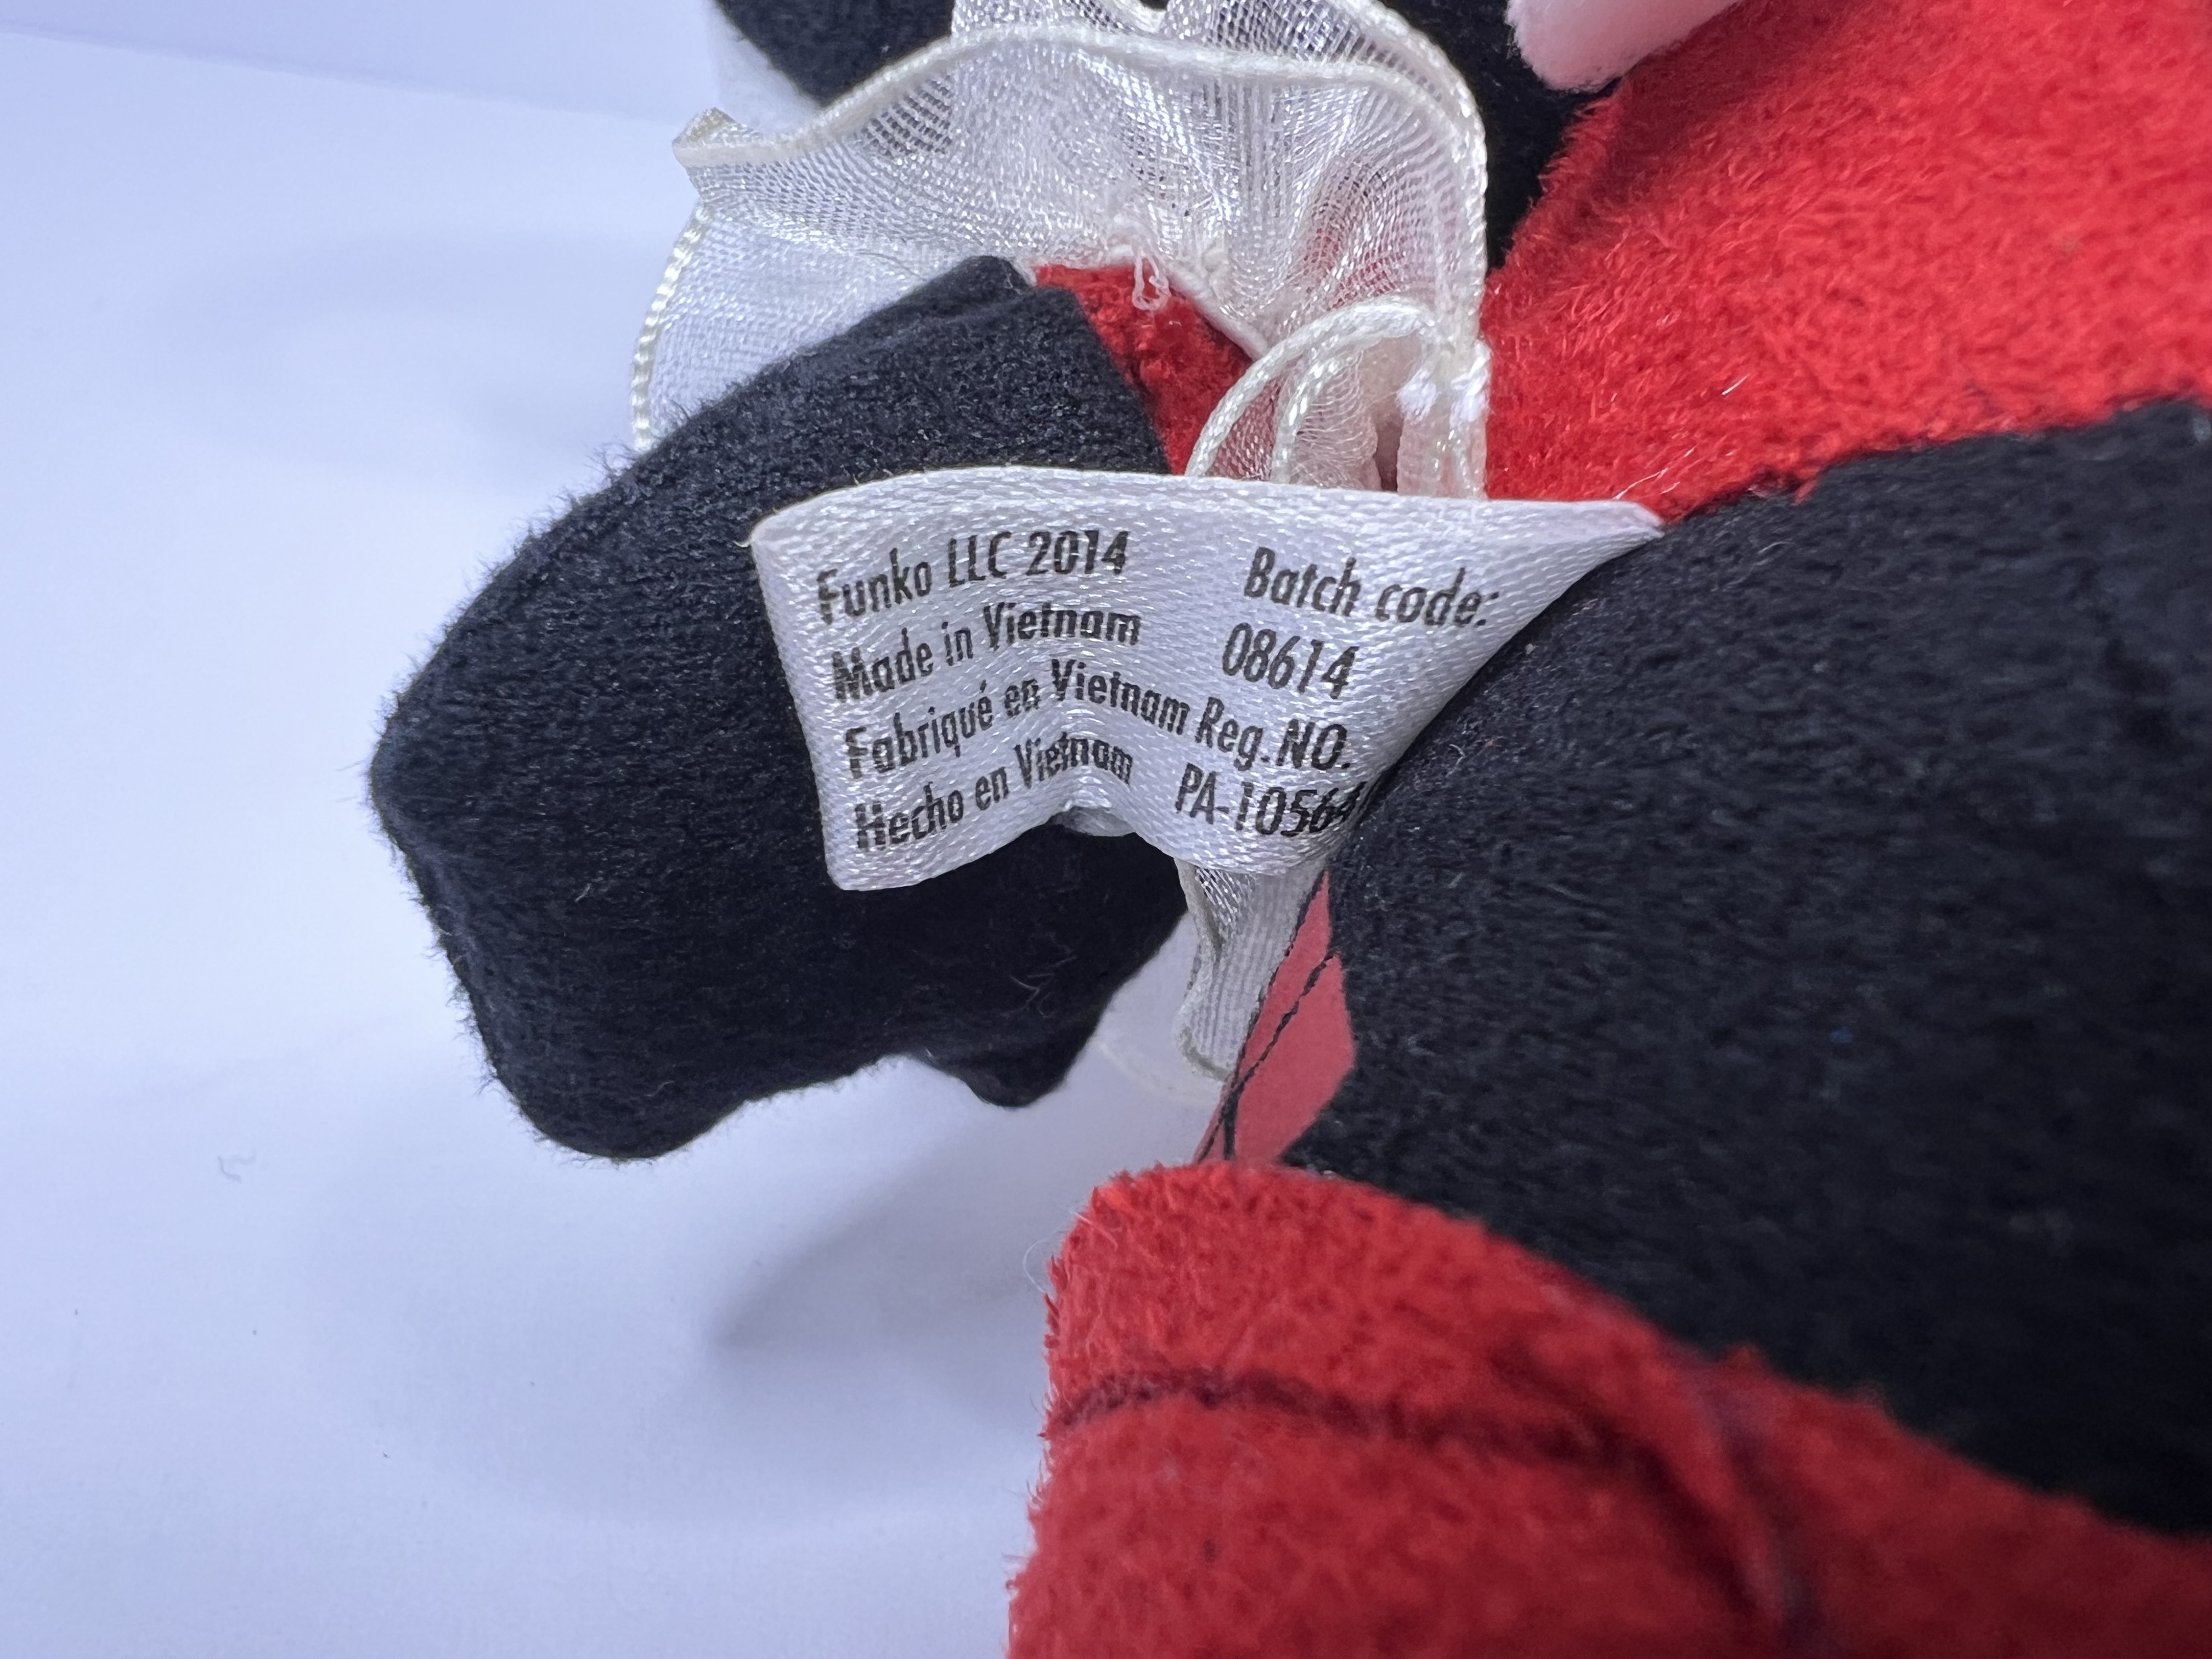 Funko LLC 2014
Made in Vietnam
Fabriqué en Vietnam
Hecho en Vietnam
Batch code:
08614
Reg.NO.